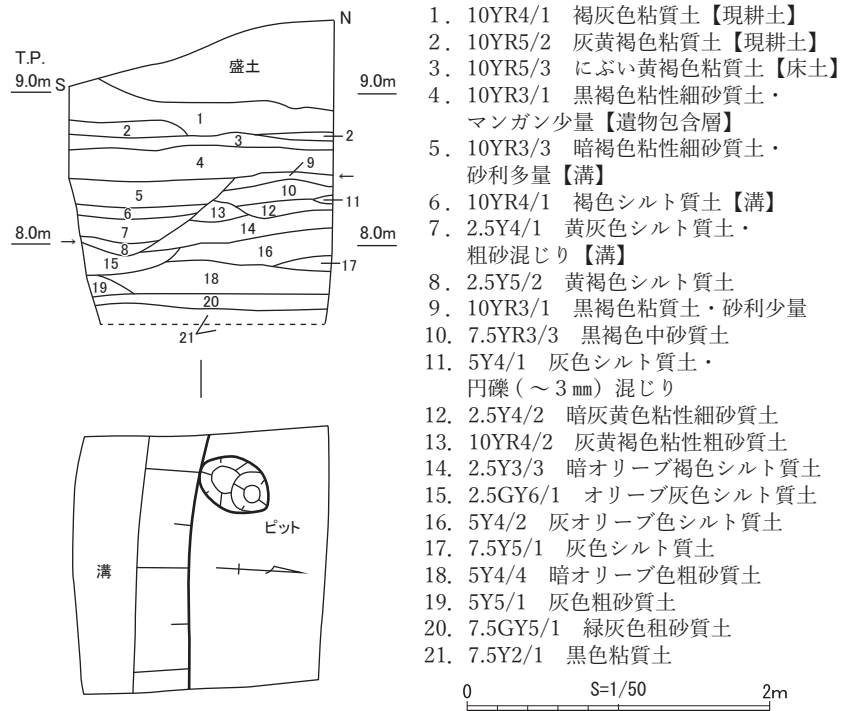 N
T.P.
9.0m S
盛土
9.0m
1
2
3
2
4
9
←
5
10
6
13
12
11
7
14
8.0m →
8
8.0m
15
16
17
18
19
20
21
溝
ピット
1. 10YR4/1　褐灰色粘質土【現耕土】
2. 10YR5/2　灰黄褐色粘質土【現耕土】
3. 10YR5/3　にぶい黄褐色粘質土【床土】
4. 10YR3/1　黒褐色粘性細砂質土・
マンガン少量【遺物包含層】
5. 10YR3/3　暗褐色粘性細砂質土・
砂利多量【溝】
6. 10YR4/1　褐色シルト質土【溝】
7. 2.5Y4/1　黄灰色シルト質土・
粗砂混じり【溝】
8. 2.5Y5/2　黄褐色シルト質土
9. 10YR3/1　黒褐色粘質土・砂利少量
10. 7.5YR3/3　黒褐色中砂質土
11. 5Y4/1　灰色シルト質土・
円礫(～3㎜)混じり
12. 2.5Y4/2　暗灰黄色粘性細砂質土
13. 10YR4/2　灰黄褐色粘性粗砂質土
14. 2.5Y3/3　暗オリーブ褐色シルト質土
15. 2.5GY6/1　オリーブ灰色シルト質土
16. 5Y4/2　灰オリーブ色シルト質土
17. 7.5Y5/1　灰色シルト質土
18. 5Y4/4　暗オリーブ色粗砂質土
19. 5Y5/1　灰色粗砂質土
20. 7.5GY5/1　緑灰色粗砂質土
21. 7.5Y2/1　黒色粘質土
0　S=1/50　2m